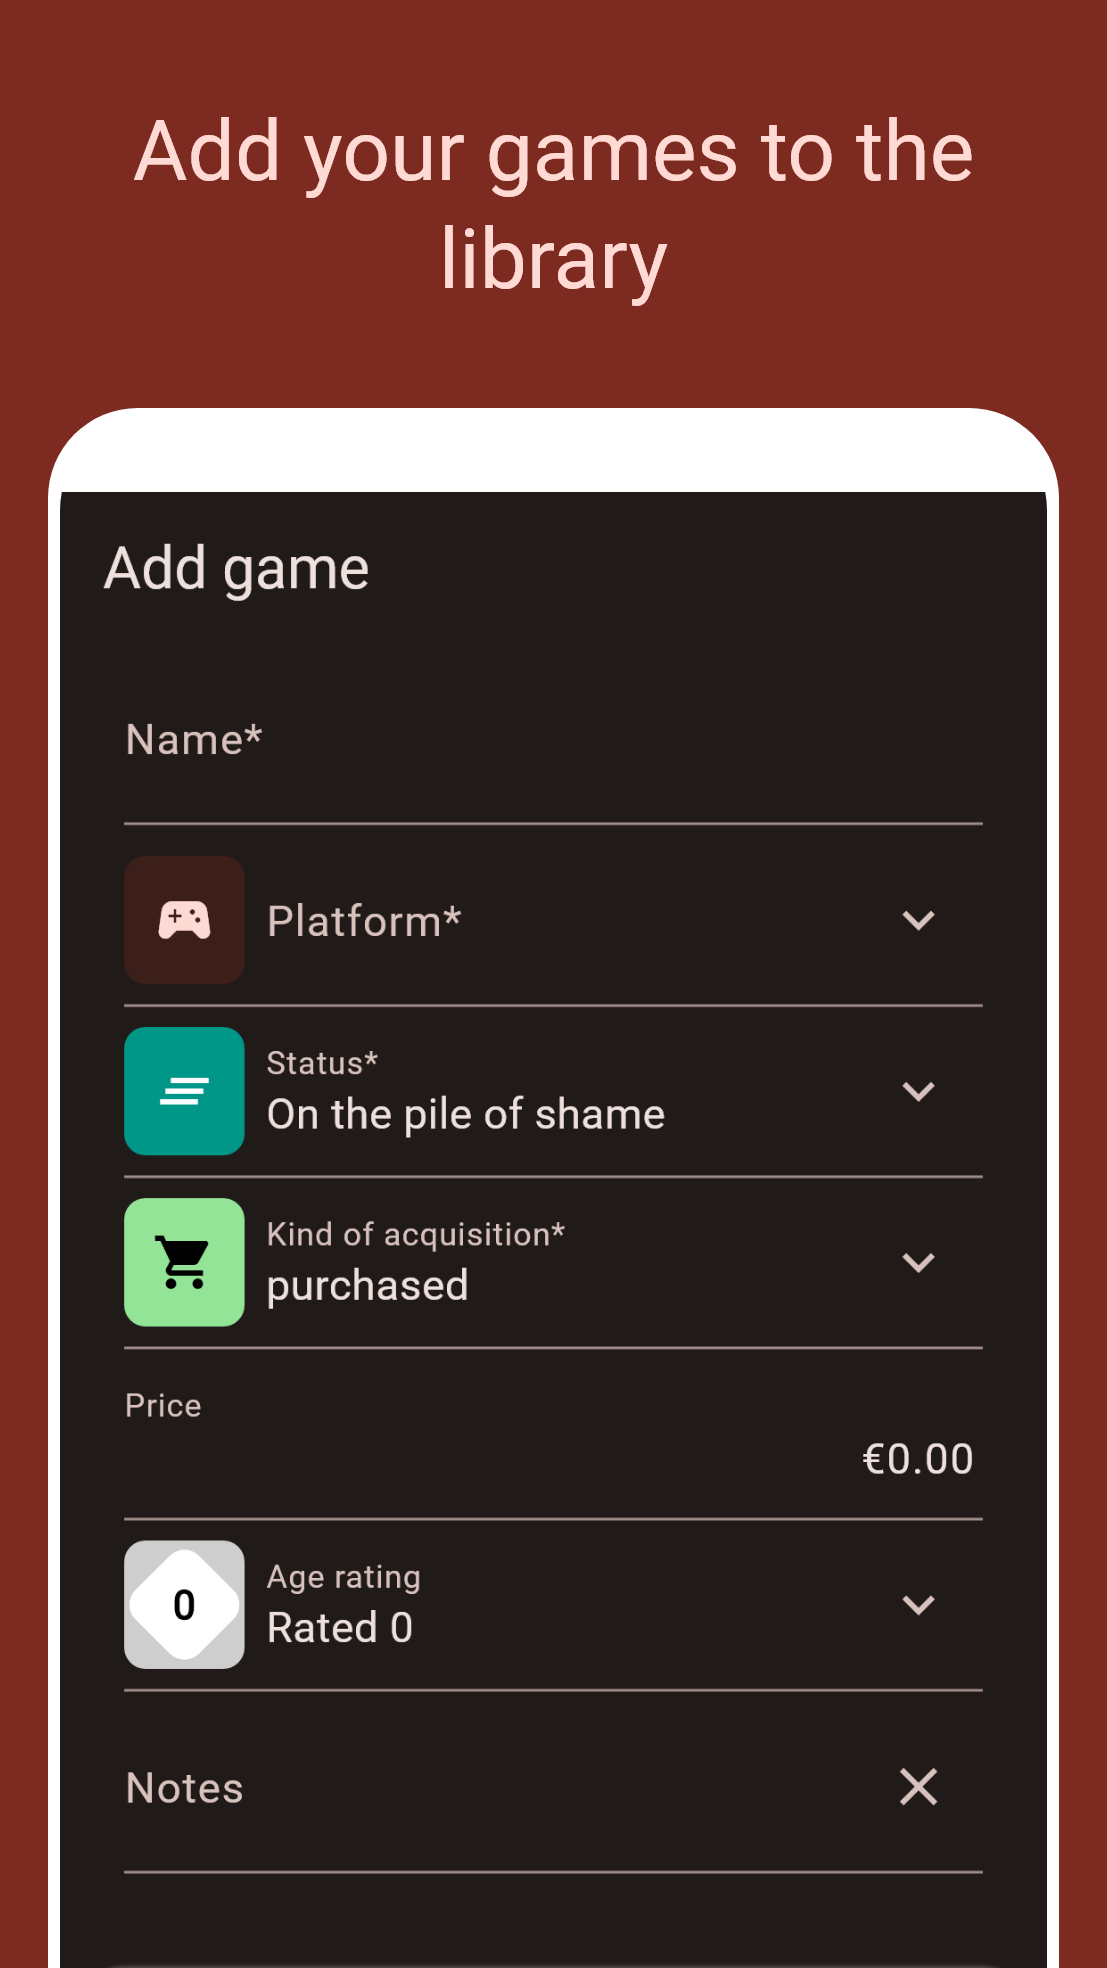 Add your games to the
library
Add game
Name*
Platform*
Status*
On the pile of shame
Kind of acquisition*
purchased
Price
€0.00
0
Age rating
Rated 0
Notes